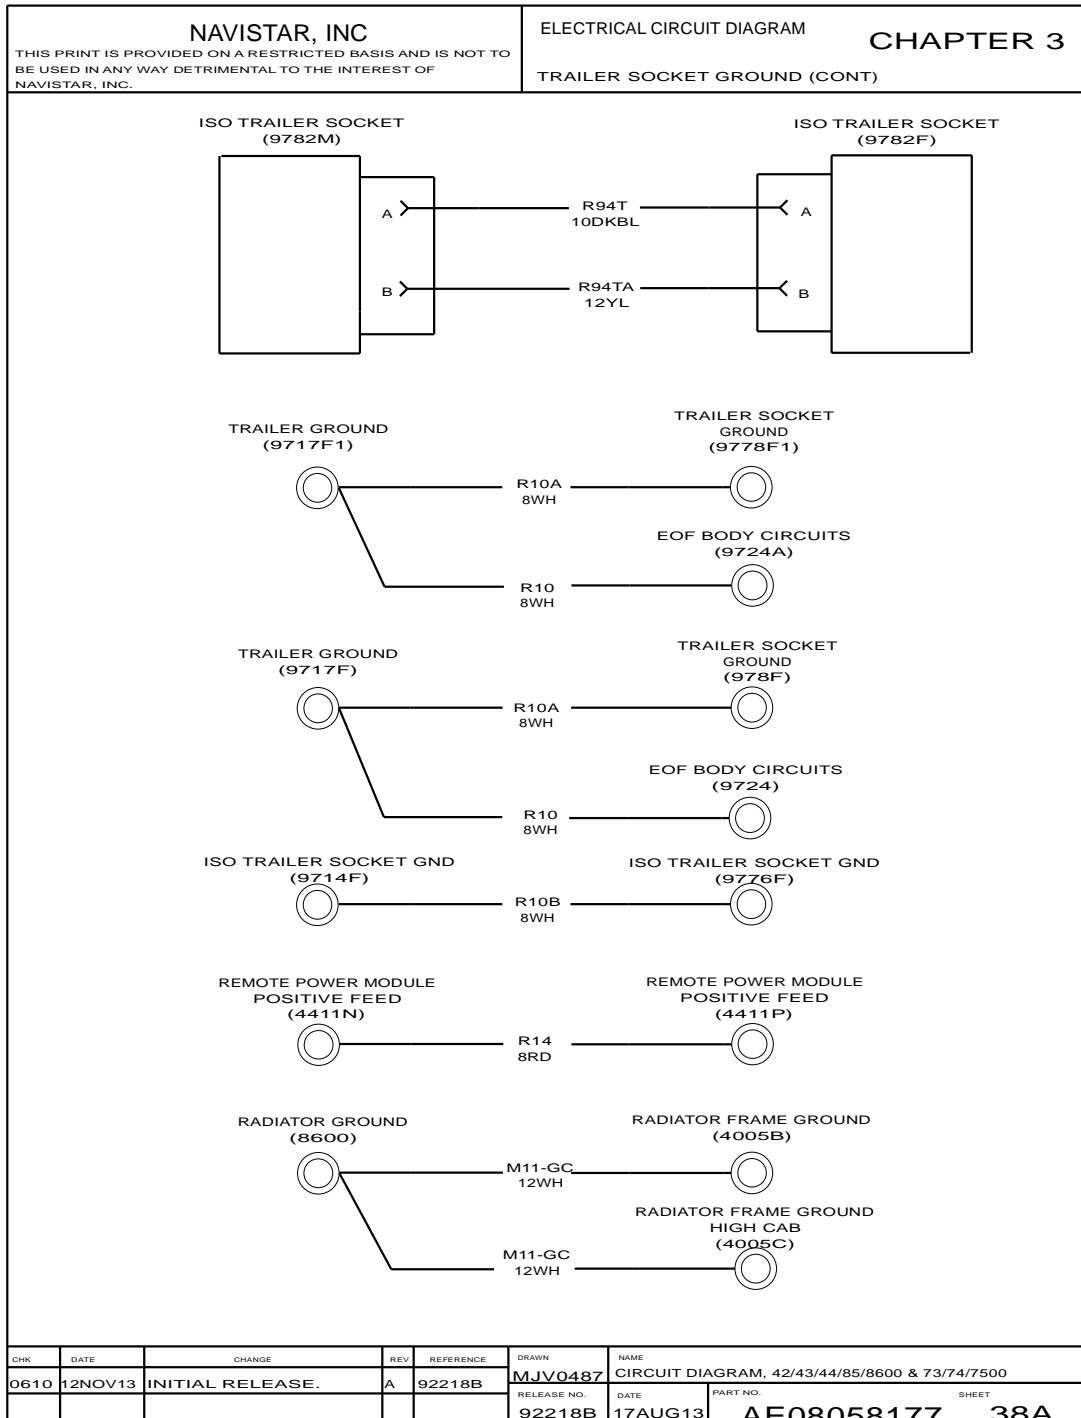 NAVISTAR, INC
THIS PRINT IS PROVIDED ON A RESTRICTED BASIS AND IS NOT TO
BE USED IN ANY WAY DETRIMENTAL TO THE INTEREST OF
NAVISTAR, INC.
ELECTRICAL CIRCUIT DIAGRAM
CHAPTER 3
TRAILER SOCKET GROUND (CONT)
ISO TRAILER SOCKET
(9782M)
ISO TRAILER SOCKET
(9782F)
A
R94T
10DKBL
A
B
R94TA
12YL
B
TRAILER GROUND
(9717F1)
TRAILER SOCKET
GROUND
(9778F1)
R10A
8WH
EOF BODY CIRCUITS
(9724A)
R10
8WH
TRAILER GROUND
(9717F)
TRAILER SOCKET
GROUND
(978F)
R10A
8WH
EOF BODY CIRCUITS
(9724)
R10
8WH
ISO TRAILER SOCKET GND
(9714F)
ISO TRAILER SOCKET GND
(9776F)
R10B
8WH
REMOTE POWER MODULE
POSITIVE FEED
(4411N)
REMOTE POWER MODULE
POSITIVE FEED
(4411P)
R14
8RD
RADIATOR GROUND
(8600)
RADIATOR FRAME GROUND
(4005B)
M11-GC
12WH
RADIATOR FRAME GROUND
HIGH CAB
(4005C)
M11-GC
12WH
CHK DATE CHANGE REV REFERENCE
0610 12NOV13 INITIAL RELEASE. A 92218B
DRAWN
MJV0487
NAME
CIRCUIT DIAGRAM, 42/43/44/85/8600 & 73/74/7500
RELEASE NO.
92218B
DATE
17AUG13
PART NO.
AE08058177
SHEET
38A